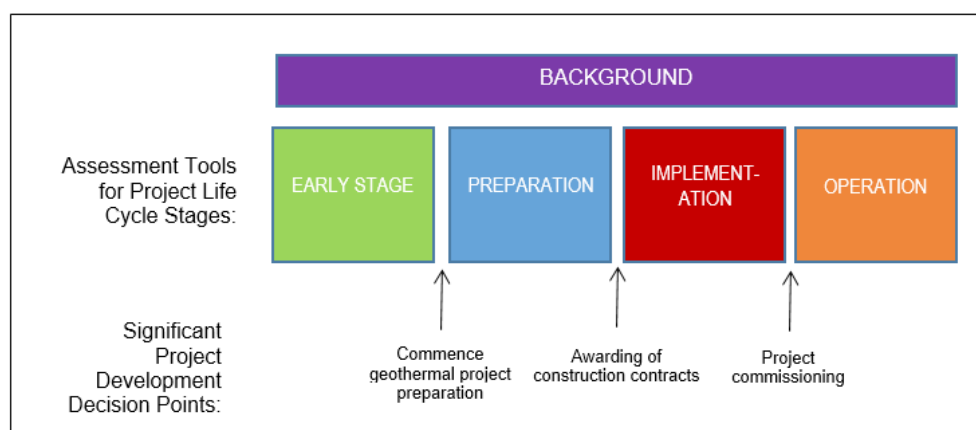 BACKGROUND
Assessment Tools
for Project Life
Cycle Stages:
EARLY STAGE
PREPARATION
IMPLEMENT-
ATION
OPERATION
Significant
Project
Development
Decision Points:
Commence
geothermal project
preparation
Awarding of
construction contracts
Project
commissioning